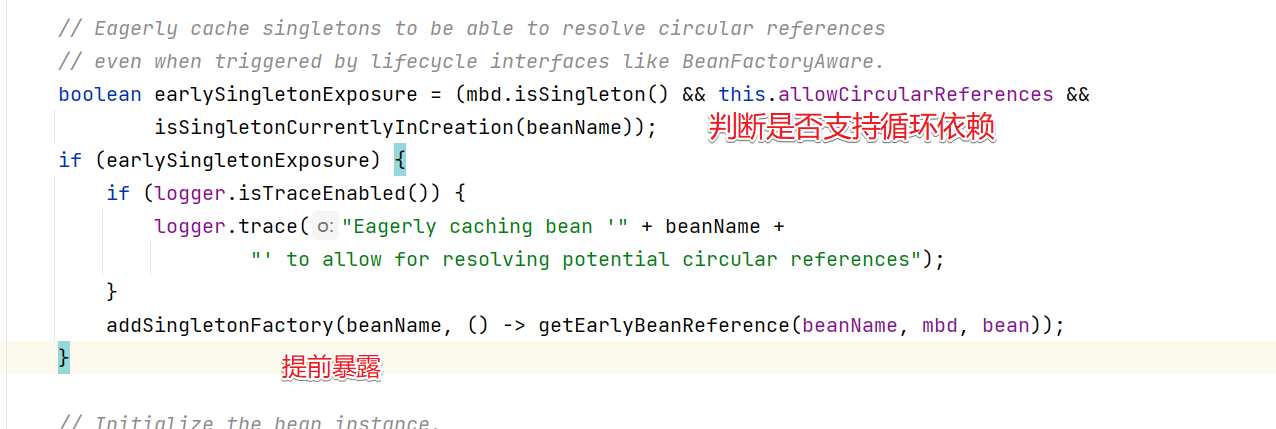 // Eagerly cache singletons to be able to resolve circular references
// even when triggered by lifecycle interfaces like BeanFactoryAware.
boolean earlySingletonExposure = (mbd.isSingleton() && this.allowCircularReferences &&
isSingletonCurrentlyInCreation(beanName));
判断是否支持循环依赖
if (earlySingletonExposure) {
if (logger.isTraceEnabled()) {
logger.trace( o: "Eagerly caching bean '" + beanName +
"' to allow for resolving potential circular references");
}
addSingletonFactory(beanName, () -> getEarlyBeanReference(beanName, mbd, bean));
}
提前暴露
// Initialize the bean instance.